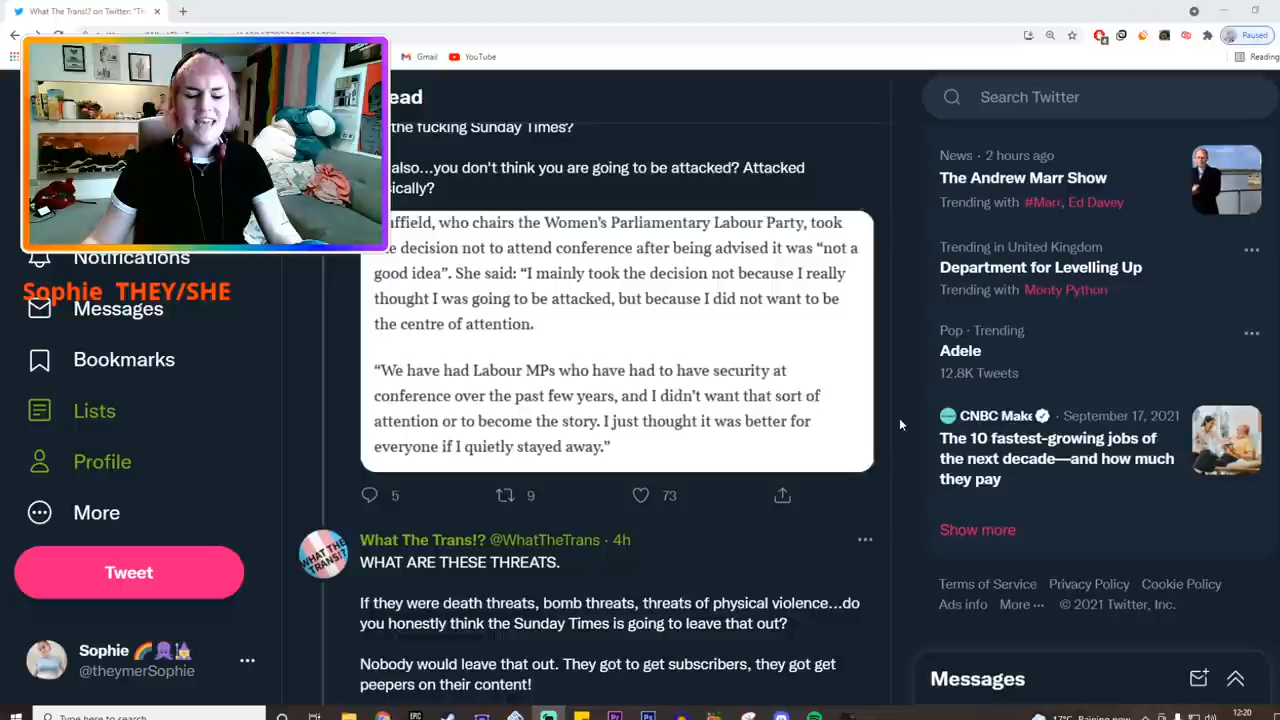 What The Trans!? on Twitter: "Th
Paused
Gmail
YouTube
Reading
ead
Search Twitter
the fucking Sunday Times?
also…you don't think you are going to be attacked? Attacked
sically?
uffield, who chairs the Women's Parliamentary Labour Party, took
e decision not to attend conference after being advised it was “not a
good idea”. She said: “I mainly took the decision not because I really
thought I was going to be attacked, but because I did not want to be
the centre of attention.
“We have had Labour MPs who have had to have security at
conference over the past few years, and I didn't want that sort of
attention or to become the story. I just thought it was better for
everyone if I quietly stayed away.”
5
9
73
What The Trans!? @WhatTheTrans · 4h
WHAT ARE THESE THREATS.
If they were death threats, bomb threats, threats of physical violence…do
you honestly think the Sunday Times is going to leave that out?
Nobody would leave that out. They got to get subscribers, they got get
peepers on their content!
WHAT THE
TRANS!?
Notifications
Sophie THEY/SHE
Messages
Bookmarks
Lists
Profile
More
Tweet
Sophie
@theymerSophie
News · 2 hours ago
The Andrew Marr Show
Trending with #Marr, Ed Davey
Trending in United Kingdom
Department for Levelling Up
Trending with Monty Python
Pop · Trending
Adele
12.8K Tweets
CNBC Make · September 17, 2021
The 10 fastest-growing jobs of
the next decade—and how much
they pay
Show more
Terms of Service Privacy Policy Cookie Policy
Ads info More ··· © 2021 Twitter, Inc.
Messages
Type here to search
17°C Raining now
12:20